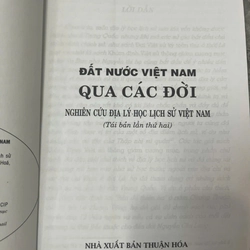 ĐẤT NƯỚC VIỆT NAM
QUA CÁC ĐỜI
NGHIÊN CỨU ĐỊA LÝ HỌC LỊCH SỬ VIỆT NAM
(Tái bản lần thứ hai)
NHÀ XUẤT BẢN THUẬN HÓA
NAM